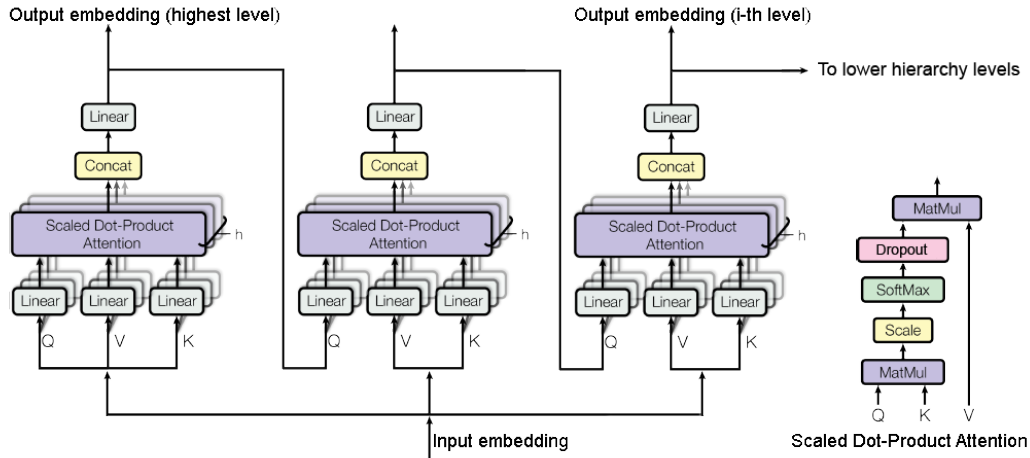 Output embedding (highest level)
Output embedding (i-th level)
To lower hierarchy levels
Linear
Concat
Scaled Dot-Product
Attention
h
Linear
Linear
Linear
Q
V
K
Linear
Concat
Scaled Dot-Product
Attention
h
Linear
Linear
Linear
Q
V
K
Linear
Concat
Scaled Dot-Product
Attention
h
Linear
Linear
Linear
Q
V
K
Input embedding
MatMul
Dropout
SoftMax
Scale
MatMul
Q
K
V
Scaled Dot-Product Attention